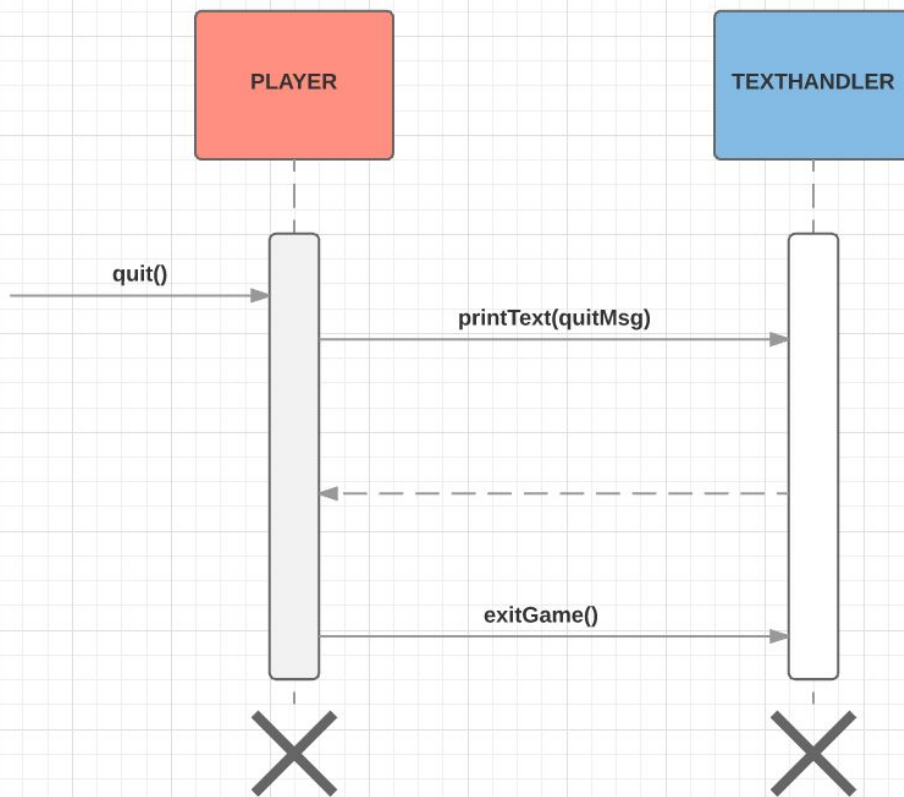 PLAYER
TEXTHANDLER
quit()
printText(quitMsg)
exitGame()